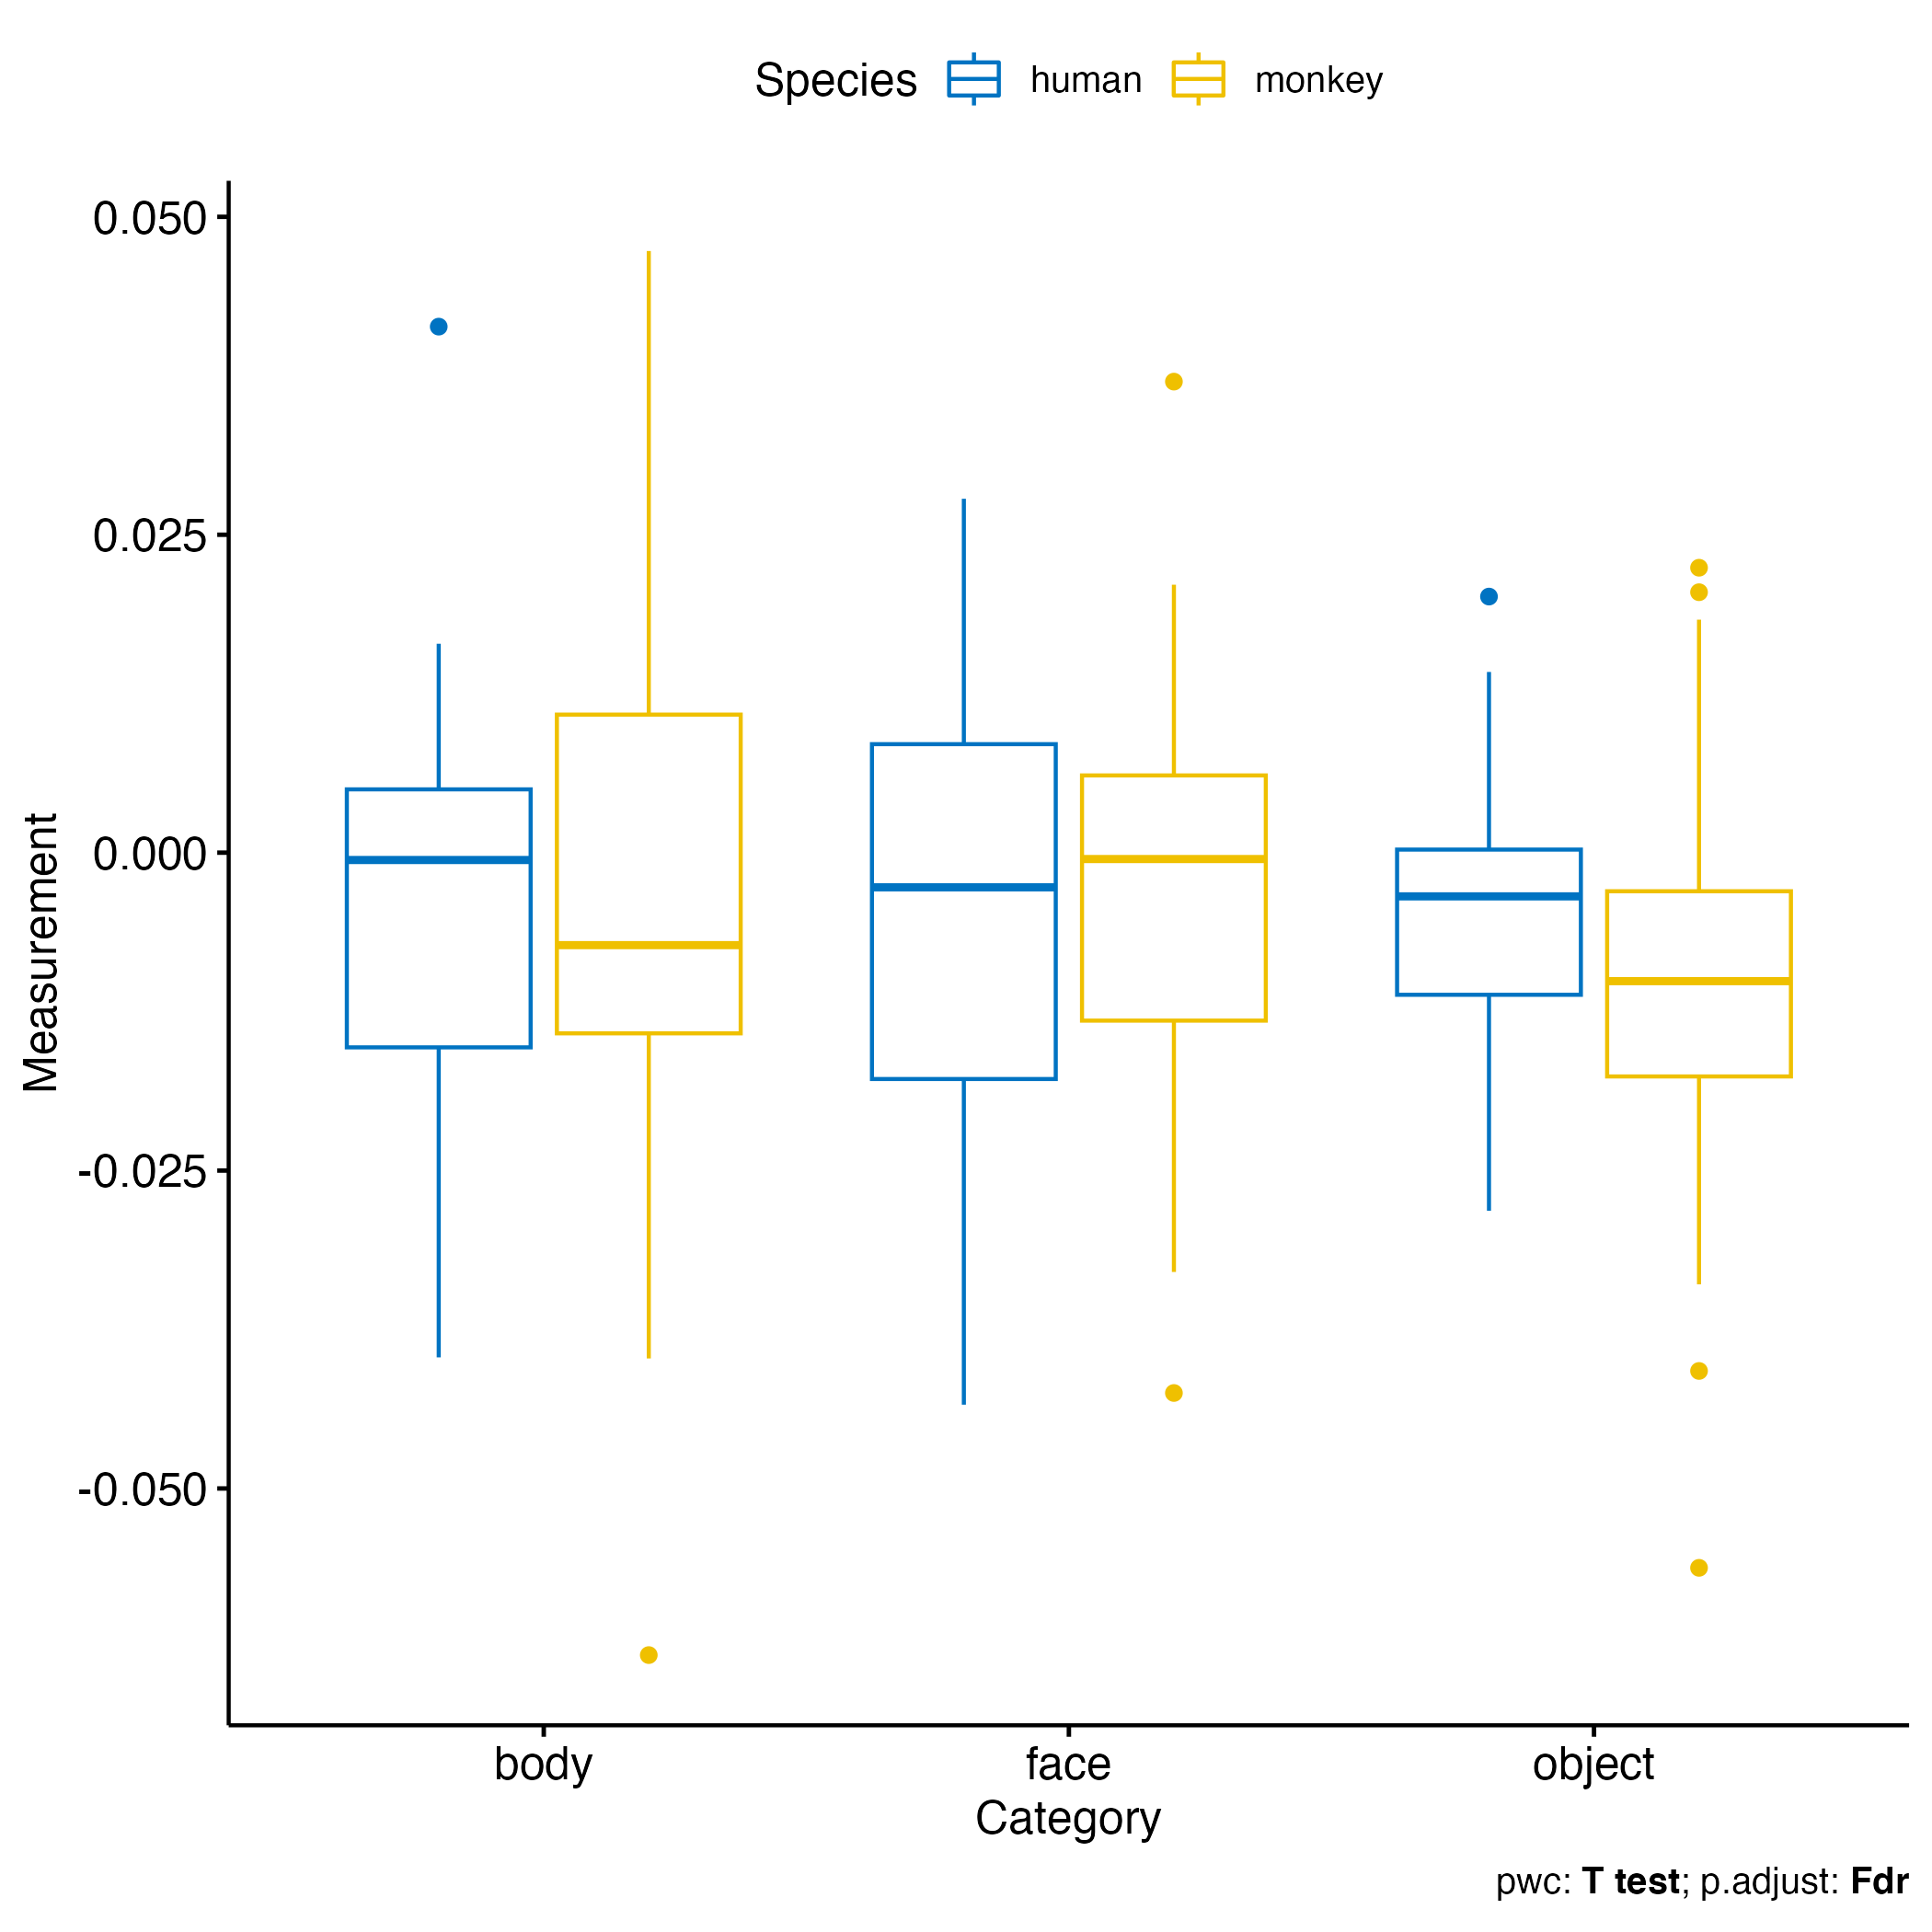 Species human monkey
0.050
0.025
0.000
-0.025
-0.050
Measurement
body face object
Category
pwc: T test; p.adjust: Fdr